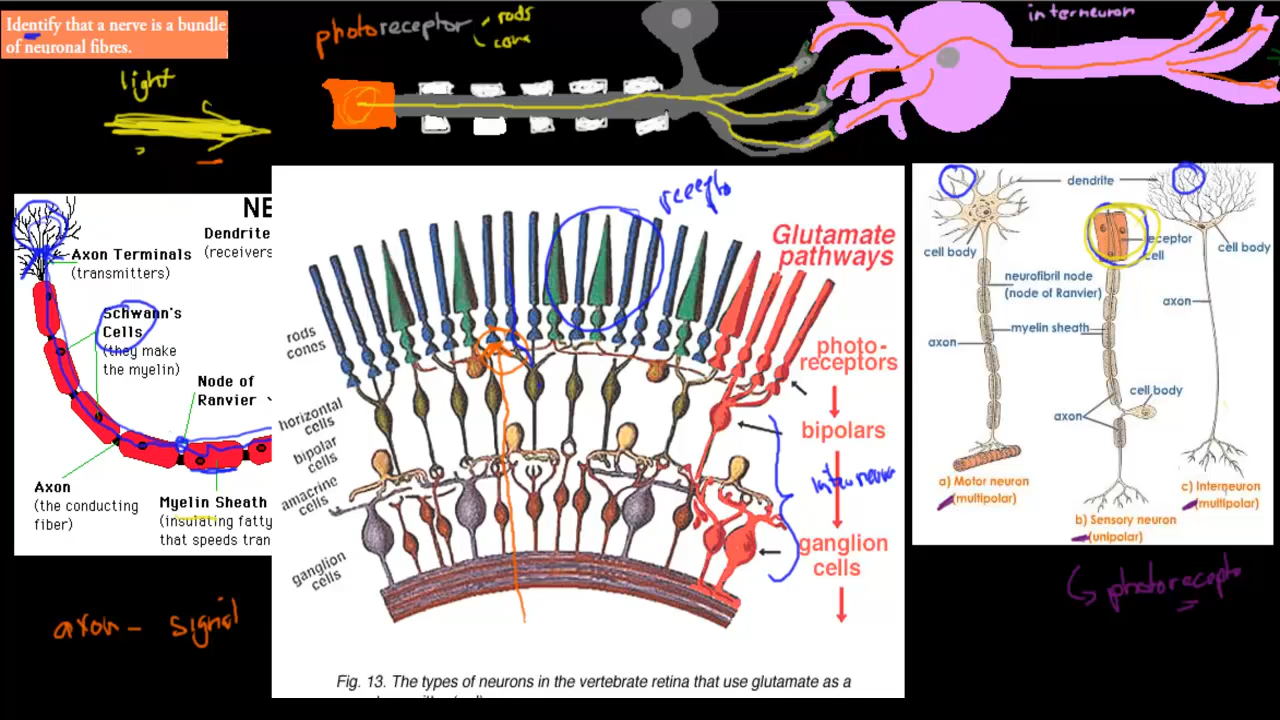 Identify that a nerve is a bundle
of neuronal fibres.
photoreceptor
rods
interneuron
light
NE
Dendrite
(receivers
Axon Terminals
(transmitters)
Schwann's
Cells
(they make
the myelin)
Node of
Ranvier
Axon
(the conducting
fiber)
Myelin Sheath
(insulating fatty
that speeds tran
axon - signal
recepto
Glutamate
pathways
rods
cones
horizontal
cells
bipolar
cells
amacrine
cells
ganglion
cells
photo-
receptors
bipolars
ganglion
cells
Fig. 13. The types of neurons in the vertebrate retina that use glutamate as a
dendrite
cell body
receptor
cell
cell body
neurofibril node
(node of Ranvier)
axon
myelin sheath
axon
cell body
axon
a) Motor neuron
(multipolar)
b) Sensory neuron
(unipolar)
c) Interneuron
(multipolar)
photorecepto